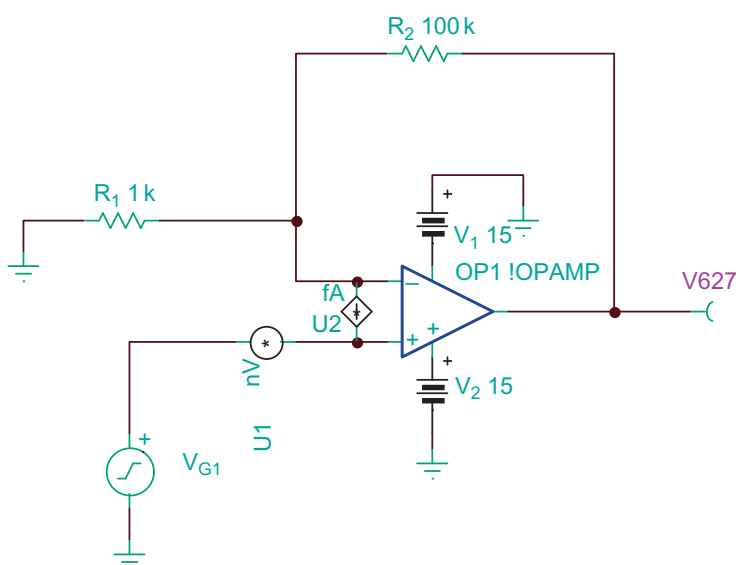 R2 100 k
R1 1 k
+
V1 15
OP1 !OPAMP
V627
fA
U2
−
+
+
nV
+
V2 15
U1
+
VG1
*
*